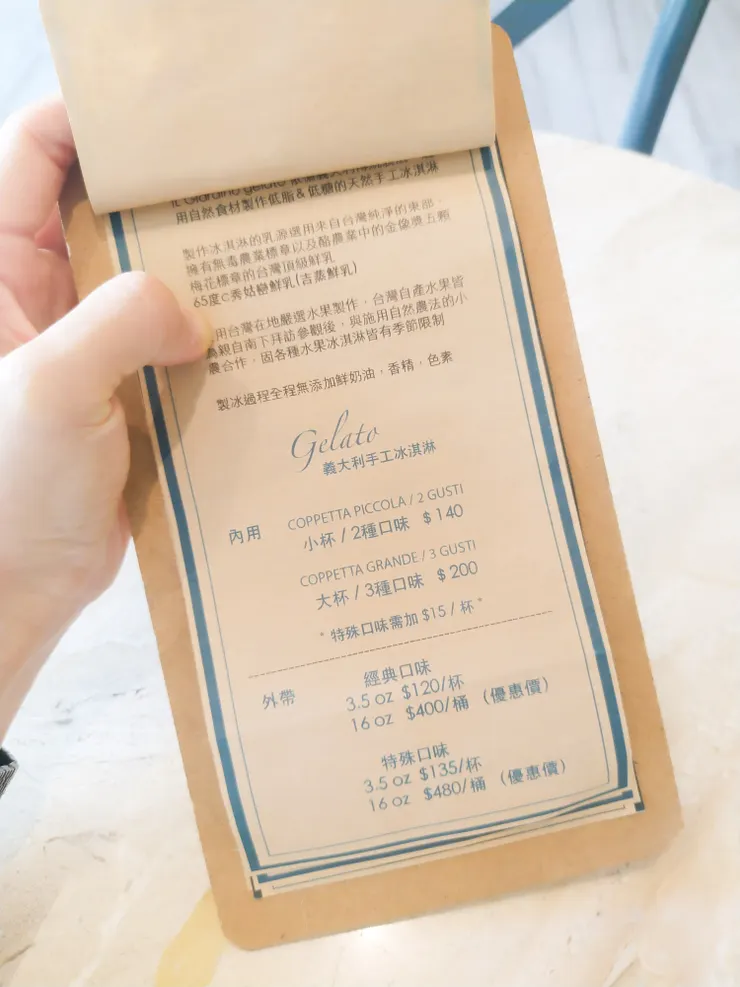 IL Giardino gelato
用自然食材製作低脂&低糖的天然手工冰淇淋
製作冰淇淋的乳源選用來自台灣純淨的東部，
擁有無毒農業標章以及酪農業中的金像獎五顆
梅花標章的台灣頂級鮮乳
65度C秀姑巒鮮乳(吉蒸鮮乳)
用台灣在地嚴選水果製作，台灣自產水果皆
為親自南下拜訪參觀後，與施用自然農法的小
農合作，固各種水果冰淇淋皆有季節限制
製冰過程全程無添加鮮奶油，香精，色素
Gelato
義大利手工冰淇淋
內用
COPPETTA PICCOLA / 2 GUSTI
小杯 / 2種口味 $140
COPPETTA GRANDE / 3 GUSTI
大杯 / 3種口味 $200
*特殊口味需加 $15 / 杯*
外帶
經典口味
3.5 oz $120/杯
16 oz $400/桶 (優惠價)
特殊口味
3.5 oz $135/杯
16 oz $480/桶 (優惠價)